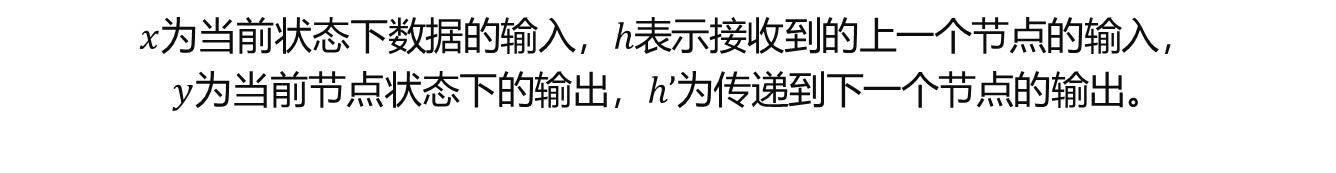 x为当前状态下数据的输入，h表示接收到的上一个节点的输入，
y为当前节点状态下的输出，h’为传递到下一个节点的输出。